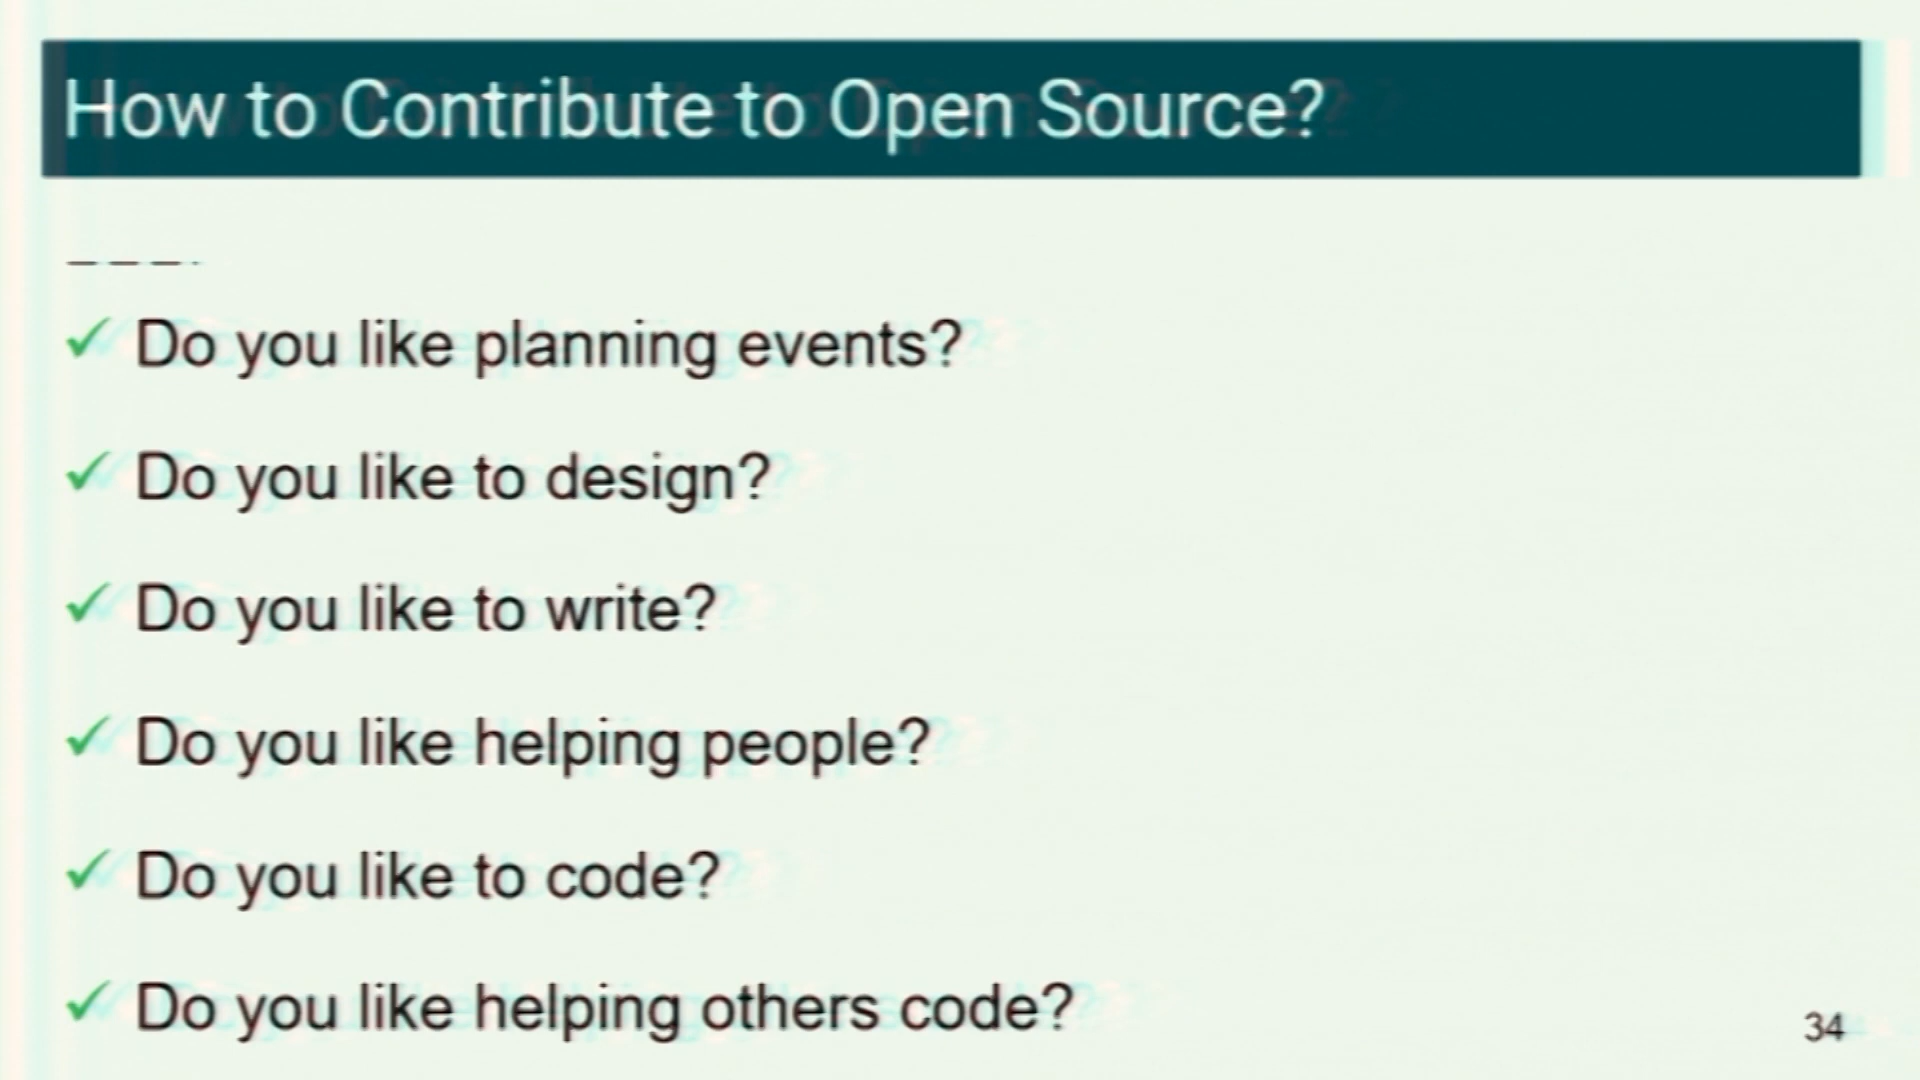 How to Contribute to Open Source?
✓ Do you like planning events?
✓ Do you like to design?
✓ Do you like to write?
✓ Do you like helping people?
✓ Do you like to code?
✓ Do you like helping others code?
34